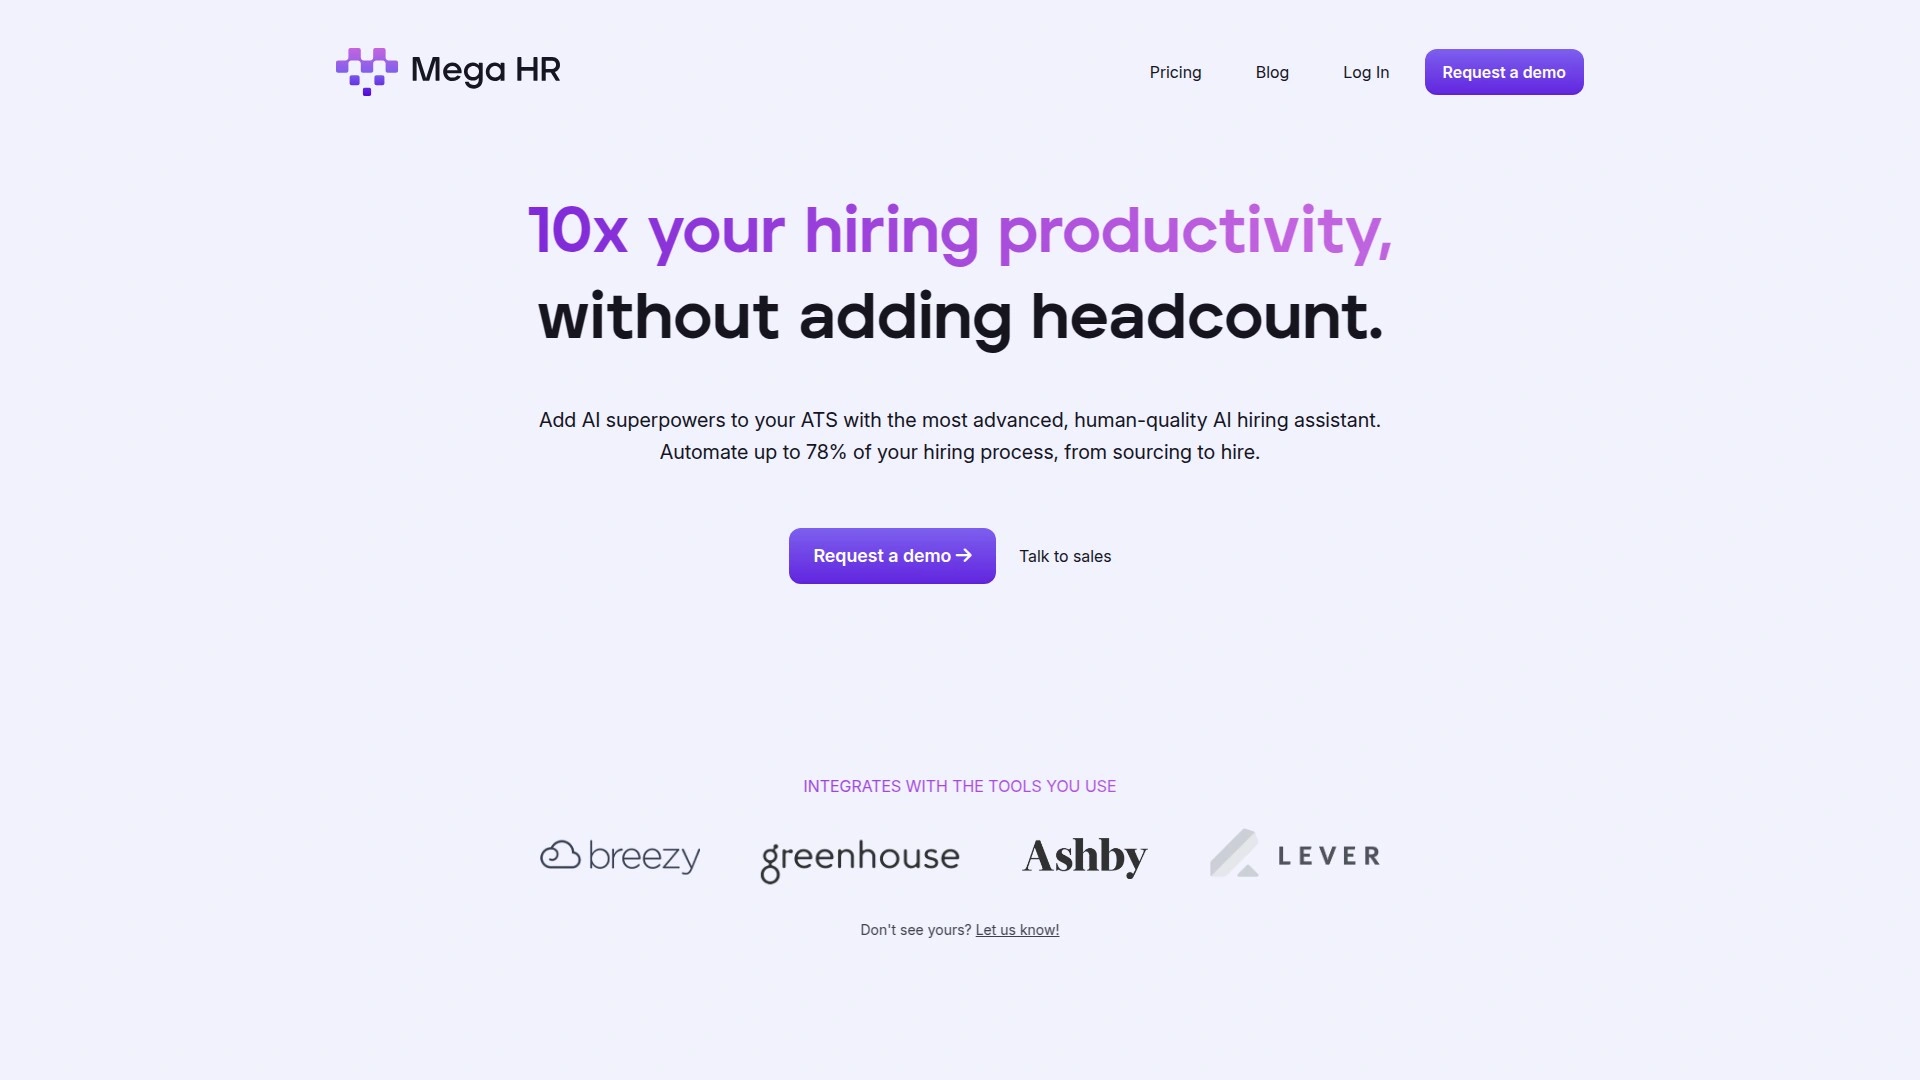 Mega HR
Pricing
Blog
Log In
Request a demo
10x your hiring productivity,
without adding headcount.
Add AI superpowers to your ATS with the most advanced, human-quality AI hiring assistant.
Automate up to 78% of your hiring process, from sourcing to hire.
Request a demo →
Talk to sales
INTEGRATES WITH THE TOOLS YOU USE
breezy
greenhouse
Ashby
LEVER
Don't see yours? Let us know!